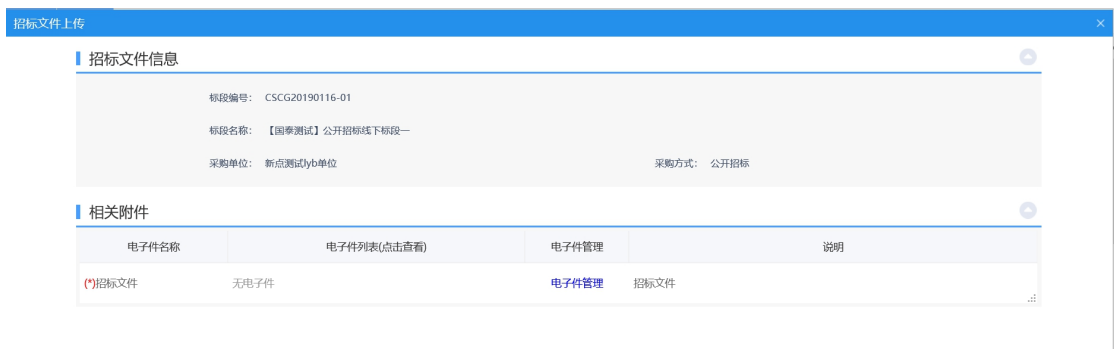 招标文件上传
招标文件信息
标段编号： CSCG20190116-01
标段名称： 【国泰测试】公开招标线下标段一
采购单位： 新点测试lyb单位 采购方式： 公开招标
相关附件
电子件名称 电子件列表(点击查看) 电子件管理 说明
(*)招标文件 无电子件 电子件管理 招标文件